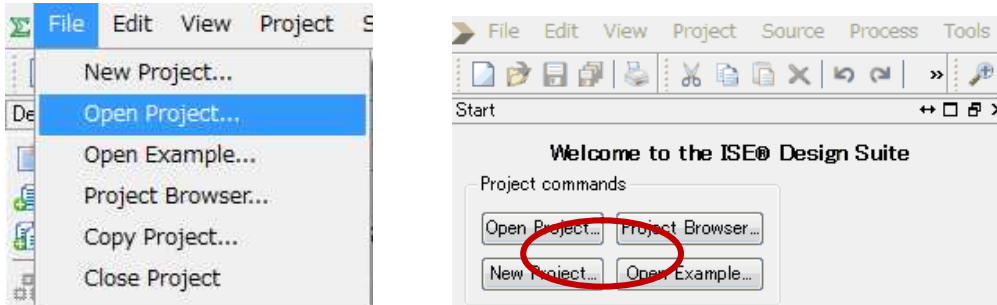 File Edit View Project S
New Project...
De
Open Project...
Open Example...
Project Browser...
Copy Project...
Close Project
File Edit View Project Source Process Tools
Start
Welcome to the ISE® Design Suite
Project commands
Open Project... Project Browser...
New Project... Open Example...